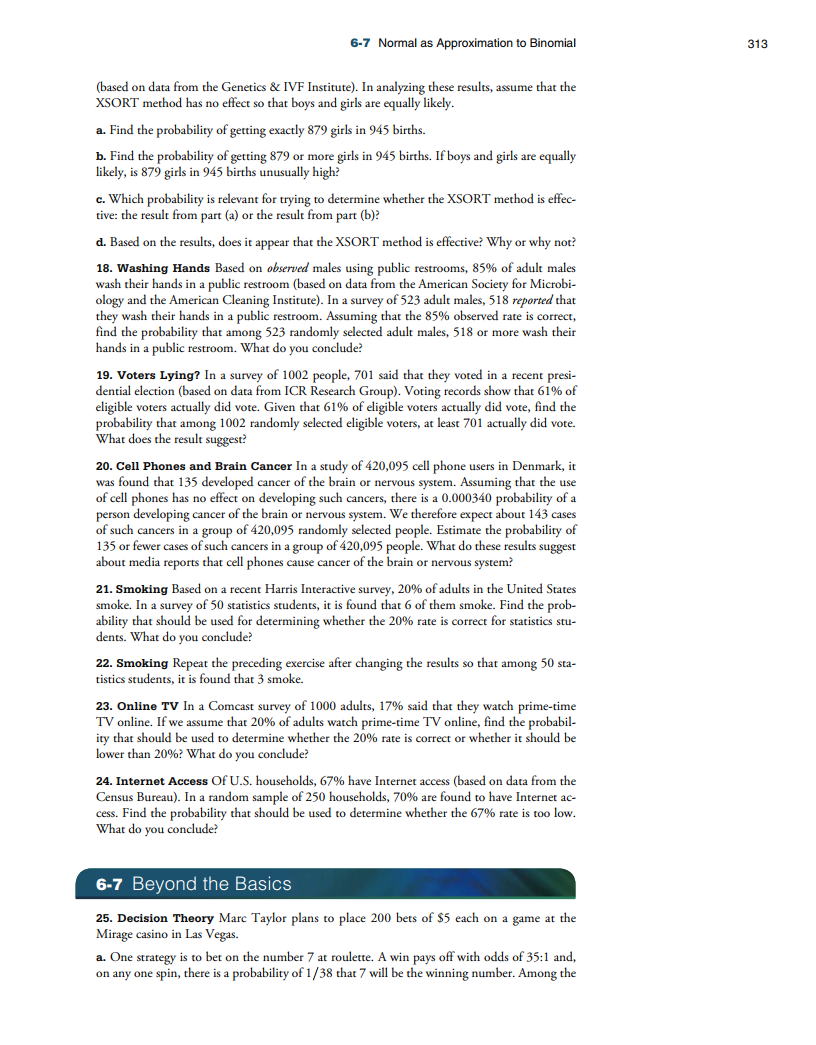 6-7 Normal as Approximation to Binomial 313
(based on data from the Genetics & IVF Institute). In analyzing these results, assume that the
XSORT method has no effect so that boys and girls are equally likely.
a. Find the probability of getting exactly 879 girls in 945 births.
b. Find the probability of getting 879 or more girls in 945 births. If boys and girls are equally
likely, is 879 girls in 945 births unusually high?
c. Which probability is relevant for trying to determine whether the XSORT method is effec-
tive: the result from part (a) or the result from part (b)?
d. Based on the results, does it appear that the XSORT method is effective? Why or why not?
18. Washing Hands Based on observed males using public restrooms, 85% of adult males
wash their hands in a public restroom (based on data from the American Society for Microbi-
ology and the American Cleaning Institute). In a survey of 523 adult males, 518 reported that
they wash their hands in a public restroom. Assuming that the 85% observed rate is correct,
find the probability that among 523 randomly selected adult males, 518 or more wash their
hands in a public restroom. What do you conclude?
19. Voters Lying? In a survey of 1002 people, 701 said that they voted in a recent presi-
dential election (based on data from ICR Research Group). Voting records show that 61% of
eligible voters actually did vote. Given that 61% of eligible voters actually did vote, find the
probability that among 1002 randomly selected eligible voters, at least 701 actually did vote.
What does the result suggest?
20. Cell Phones and Brain Cancer In a study of 420,095 cell phone users in Denmark, it
was found that 135 developed cancer of the brain or nervous system. Assuming that the use
of cell phones has no effect on developing such cancers, there is a 0.000340 probability of a
person developing cancer of the brain or nervous system. We therefore expect about 143 cases
of such cancers in a group of 420,095 randomly selected people. Estimate the probability of
135 or fewer cases of such cancers in a group of 420,095 people. What do these results suggest
about media reports that cell phones cause cancer of the brain or nervous system?
21. Smoking Based on a recent Harris Interactive survey, 20% of adults in the United States
smoke. In a survey of 50 statistics students, it is found that 6 of them smoke. Find the prob-
ability that should be used for determining whether the 20% rate is correct for statistics stu-
dents. What do you conclude?
22. Smoking Repeat the preceding exercise after changing the results so that among 50 sta-
tistics students, it is found that 3 smoke.
23. Online TV In a Comcast survey of 1000 adults, 17% said that they watch prime-time
TV online. If we assume that 20% of adults watch prime-time TV online, find the probabil-
ity that should be used to determine whether the 20% rate is correct or whether it should be
lower than 20%? What do you conclude?
24. Internet Access Of U.S. households, 67% have Internet access (based on data from the
Census Bureau). In a random sample of 250 households, 70% are found to have Internet ac-
cess. Find the probability that should be used to determine whether the 67% rate is too low.
What do you conclude?
6-7 Beyond the Basics
25. Decision Theory Marc Taylor plans to place 200 bets of $5 each on a game at the
Mirage casino in Las Vegas.
a. One strategy is to bet on the number 7 at roulette. A win pays off with odds of 35:1 and,
on any one spin, there is a probability of 1/38 that 7 will be the winning number. Among the